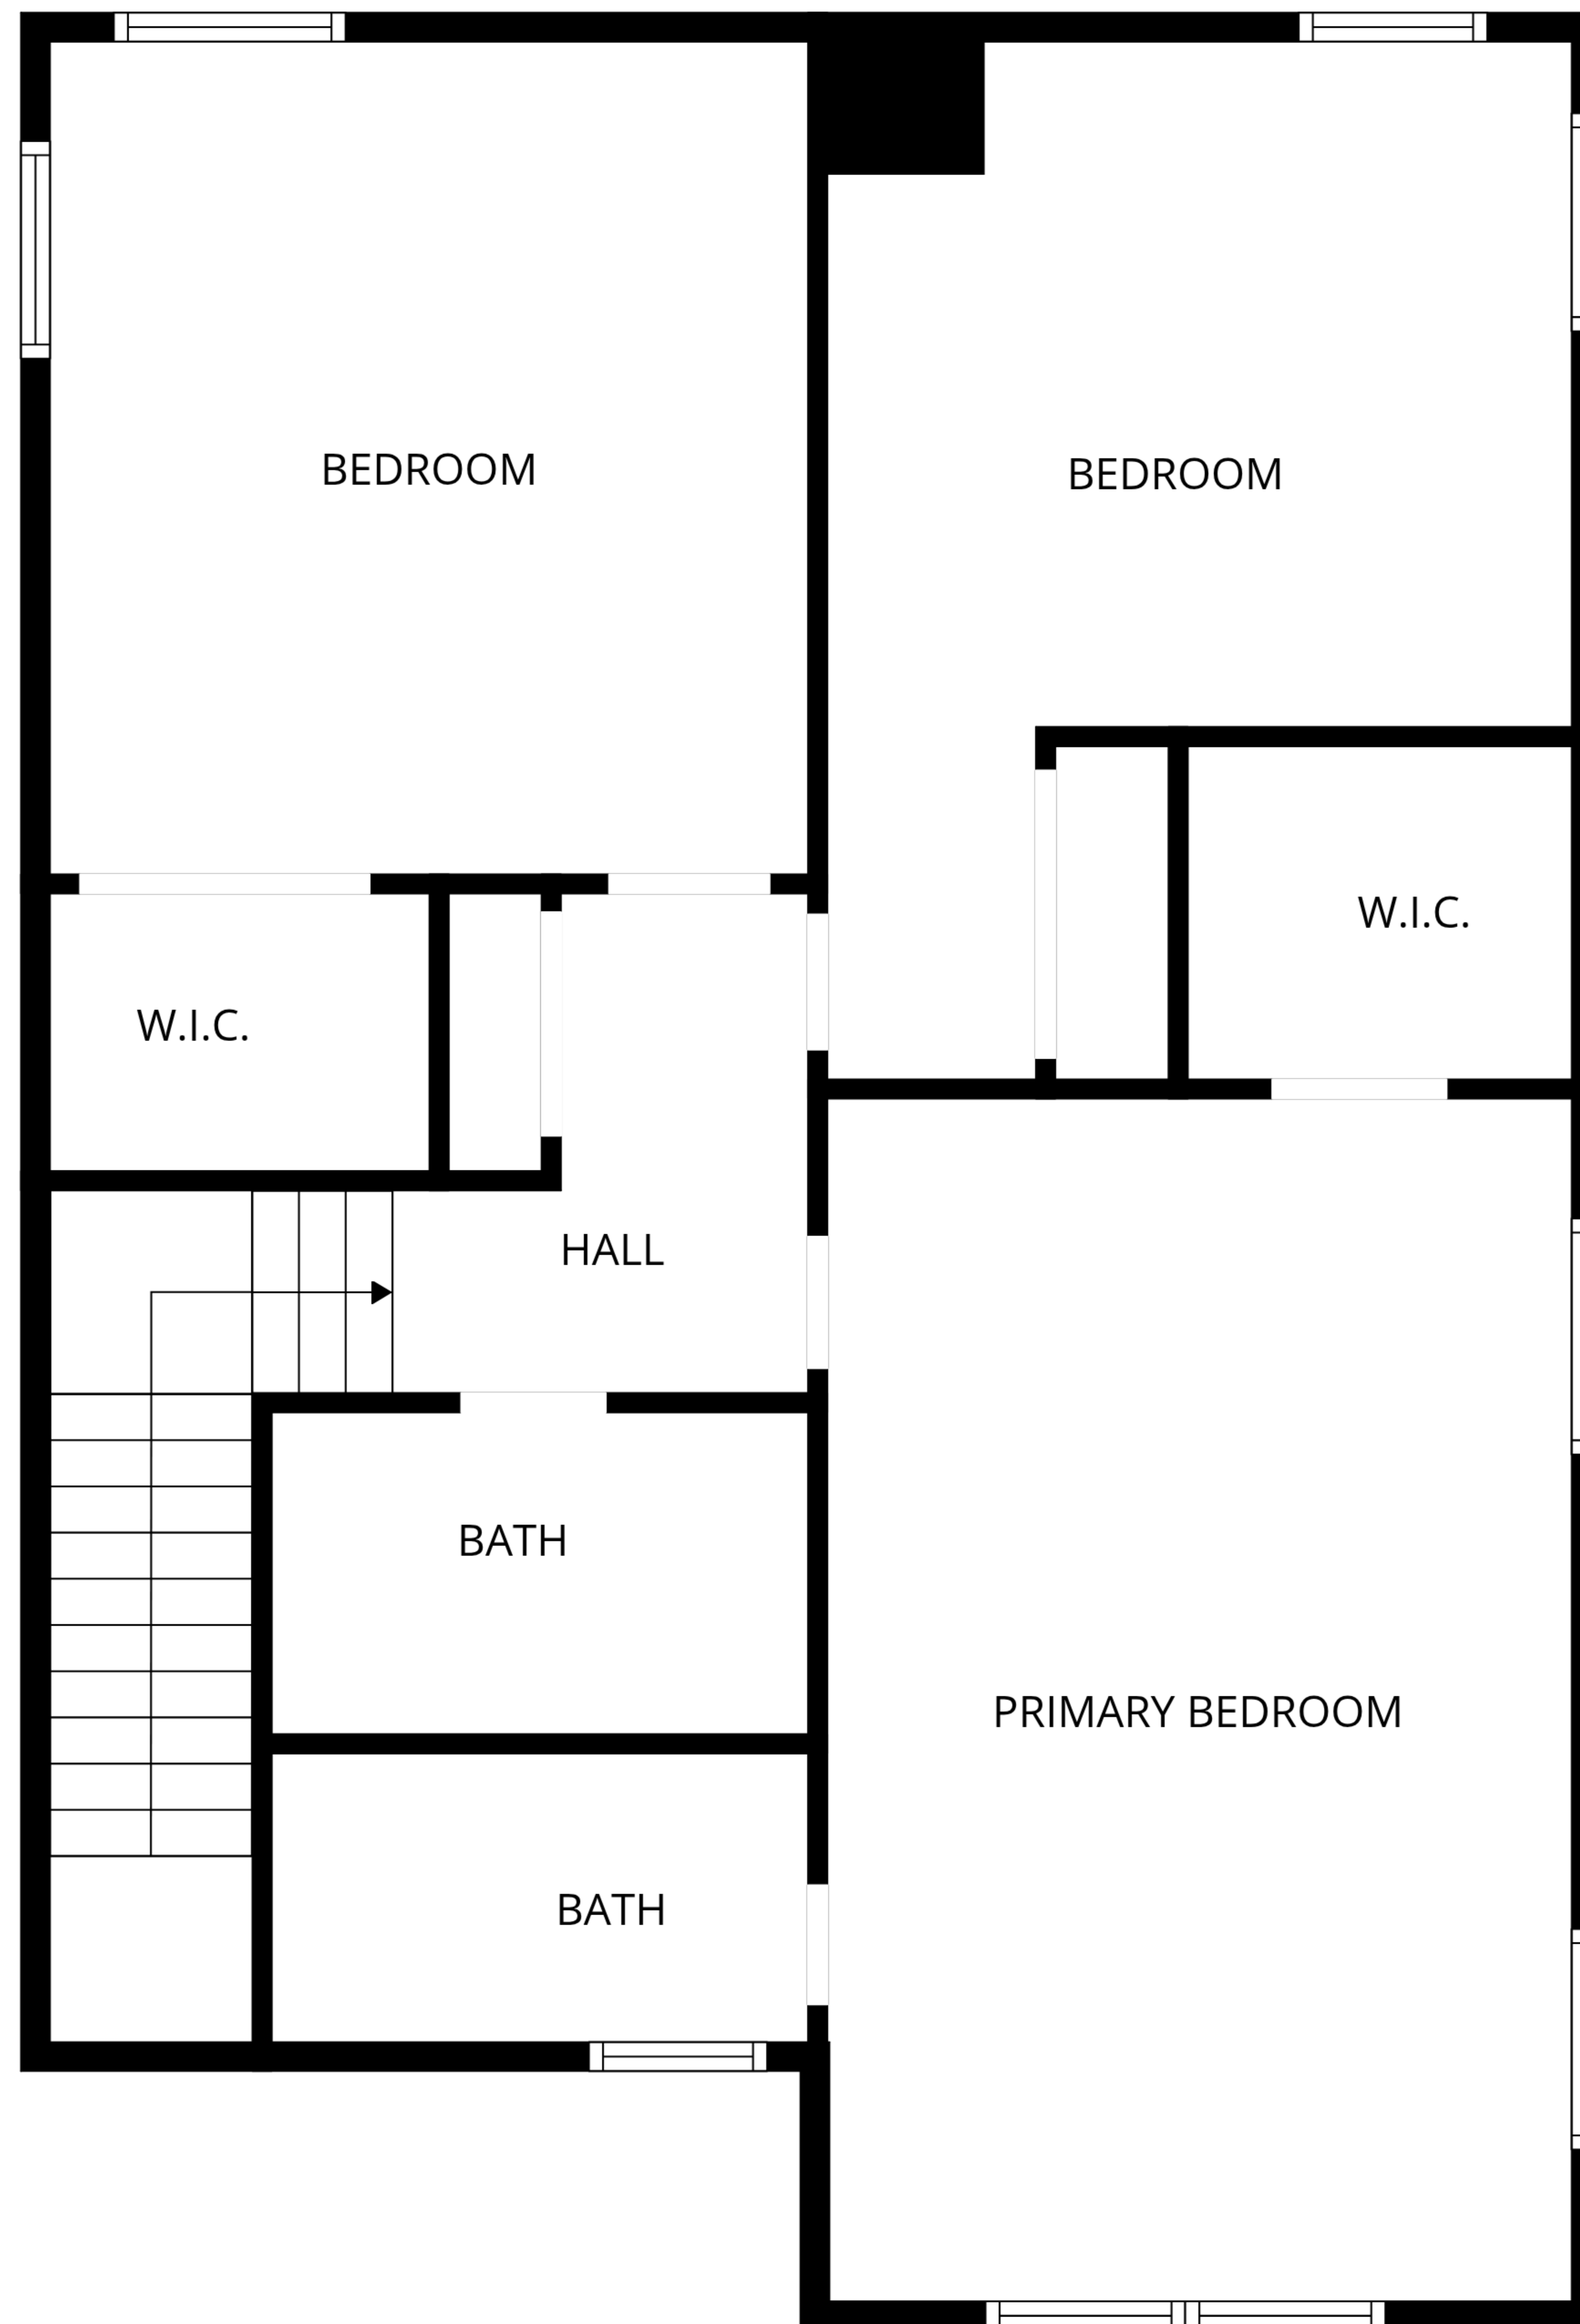 BEDROOM
BEDROOM
W.I.C.
W.I.C.
HALL
BATH
PRIMARY BEDROOM
BATH